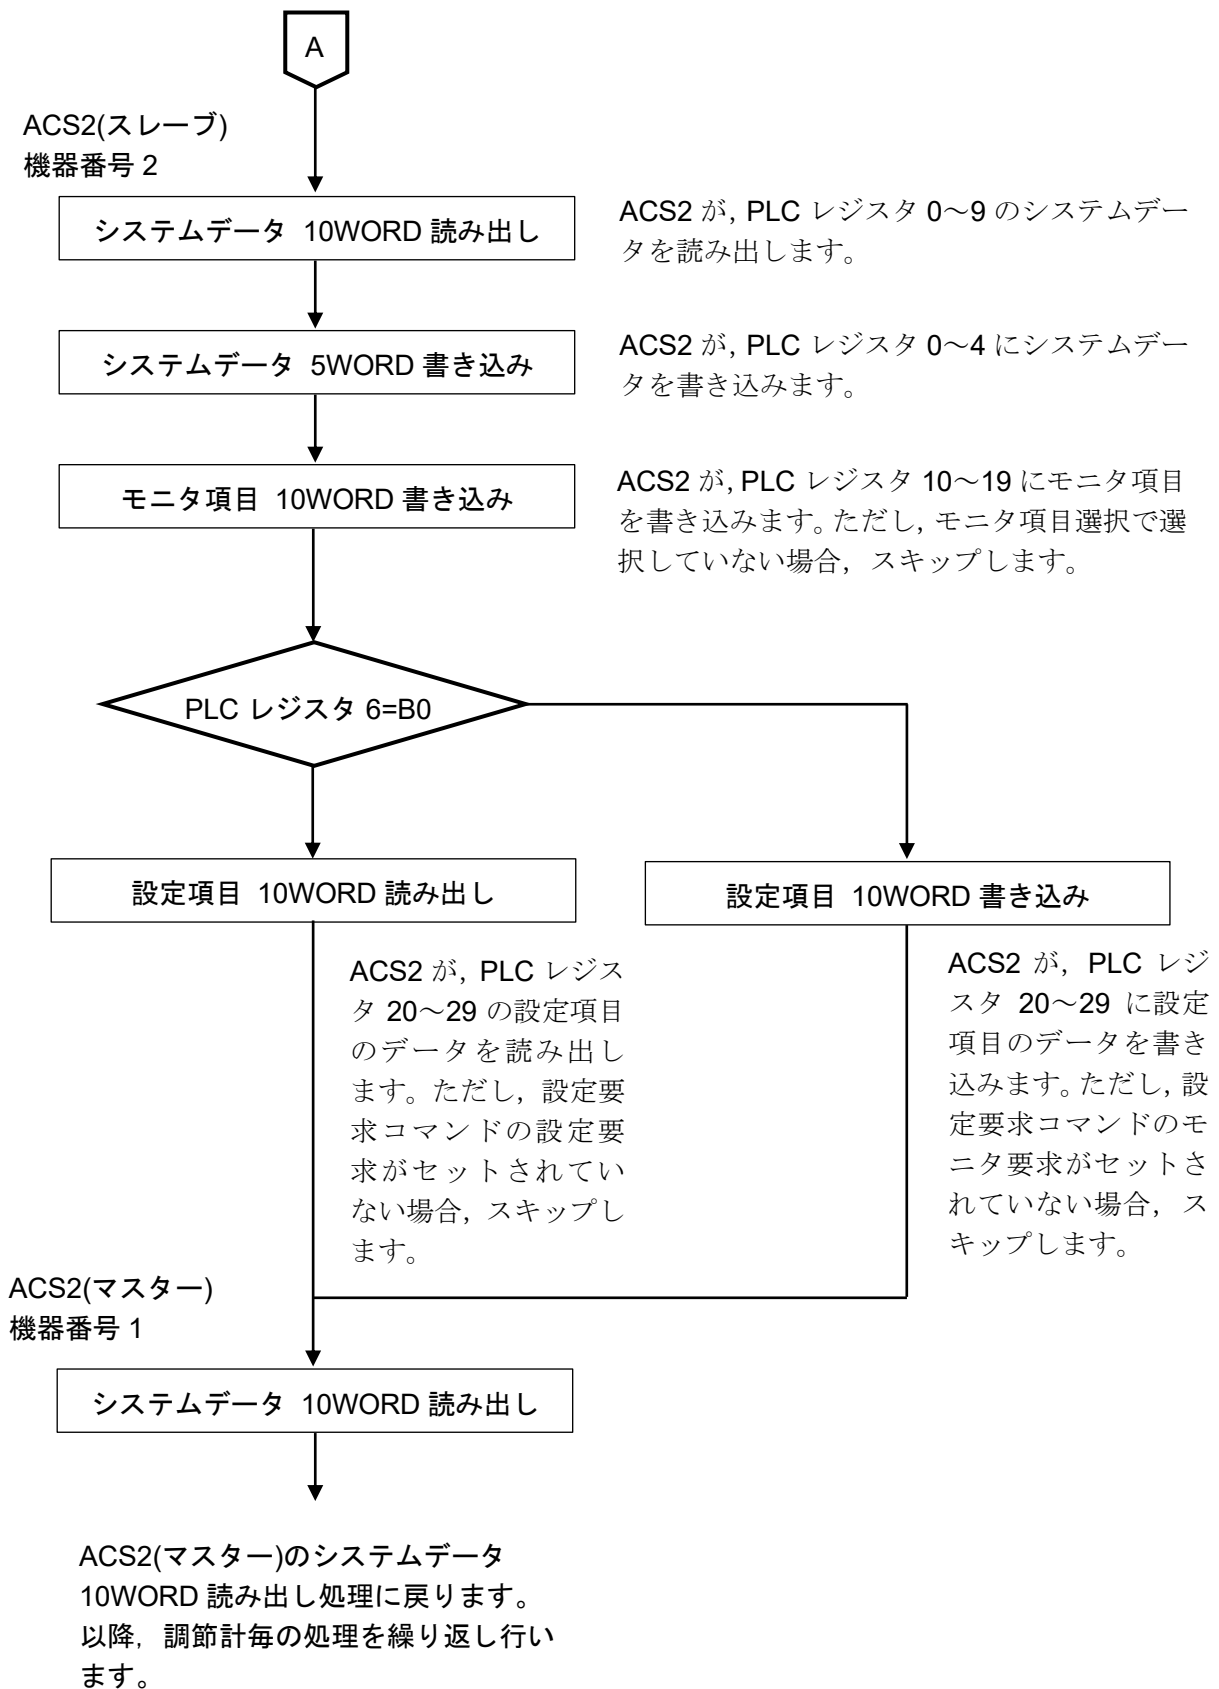 A
ACS2(スレーブ)
機器番号 2
システムデータ 10WORD 読み出し
ACS2 が, PLC レジスタ 0～9 のシステムデー
タを読み出します。
システムデータ 5WORD 書き込み
ACS2 が, PLC レジスタ 0～4 にシステムデー
タを書き込みます。
モニタ項目 10WORD 書き込み
ACS2 が, PLC レジスタ 10～19 にモニタ項目
を書き込みます。ただし, モニタ項目選択で選
択していない場合, スキップします。
PLC レジスタ 6=B0
設定項目 10WORD 読み出し
ACS2 が, PLC レジス
タ 20～29 の設定項目
のデータを読み出し
ます。ただし, 設定要
求コマンドの設定要
求がセットされてい
ない場合, スキップし
ます。
設定項目 10WORD 書き込み
ACS2 が, PLC レジ
スタ 20～29 に設定
項目のデータを書き
込みます。ただし, 設
定要求コマンドのモ
ニタ要求がセットさ
れていない場合, ス
キップします。
ACS2(マスター)
機器番号 1
システムデータ 10WORD 読み出し
ACS2(マスター)のシステムデータ
10WORD 読み出し処理に戻ります。
以降, 調節計毎の処理を繰り返し行い
ます。